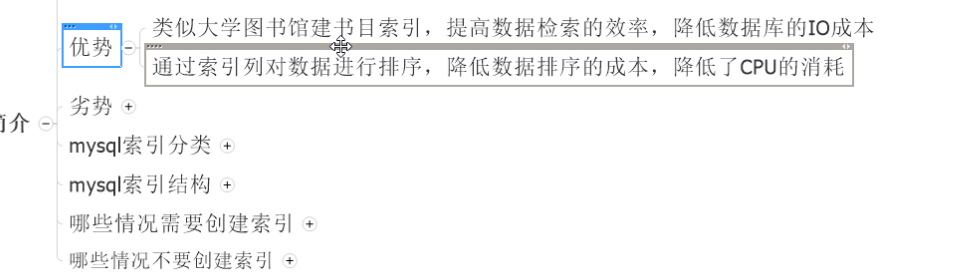 类似大学图书馆建书目索引，提高数据检索的效率，降低数据库的IO成本
优势
通过索引列对数据进行排序，降低数据排序的成本，降低了CPU的消耗
劣势
简介
mysql索引分类
mysql索引结构
哪些情况需要创建索引
哪些情况不要创建索引